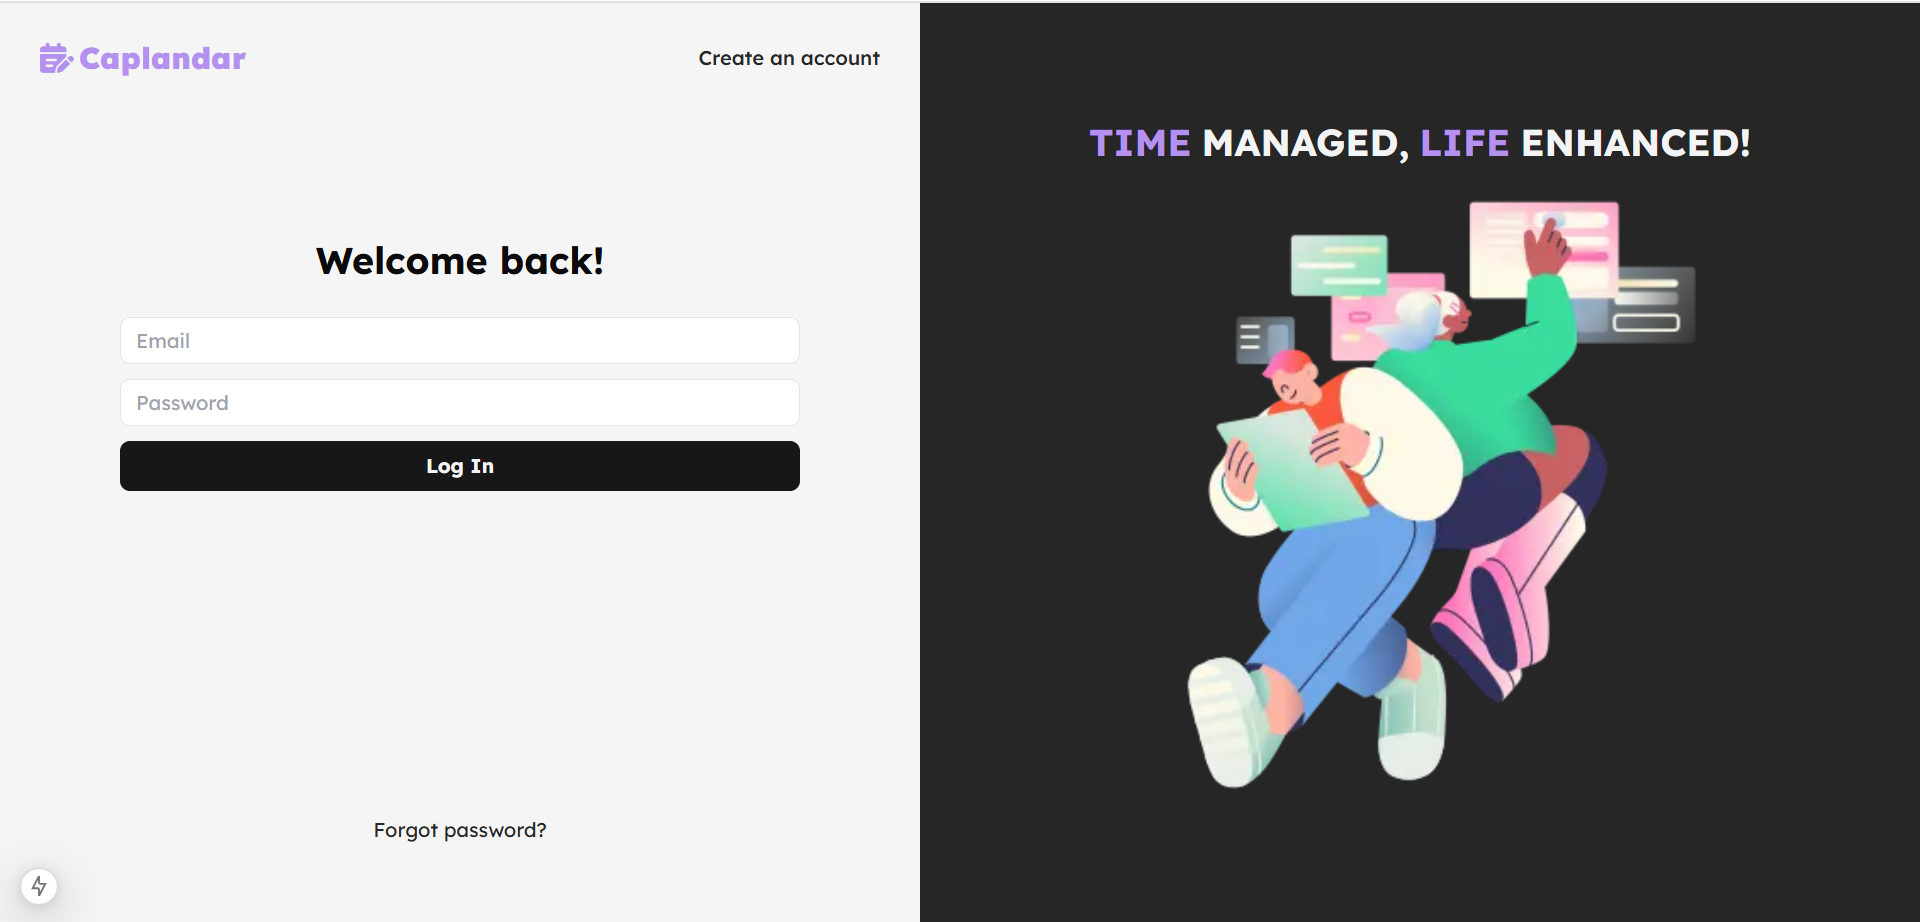 Caplandar
Create an account
Welcome back!
Email
Password
Log In
Forgot password?
TIME MANAGED, LIFE ENHANCED!